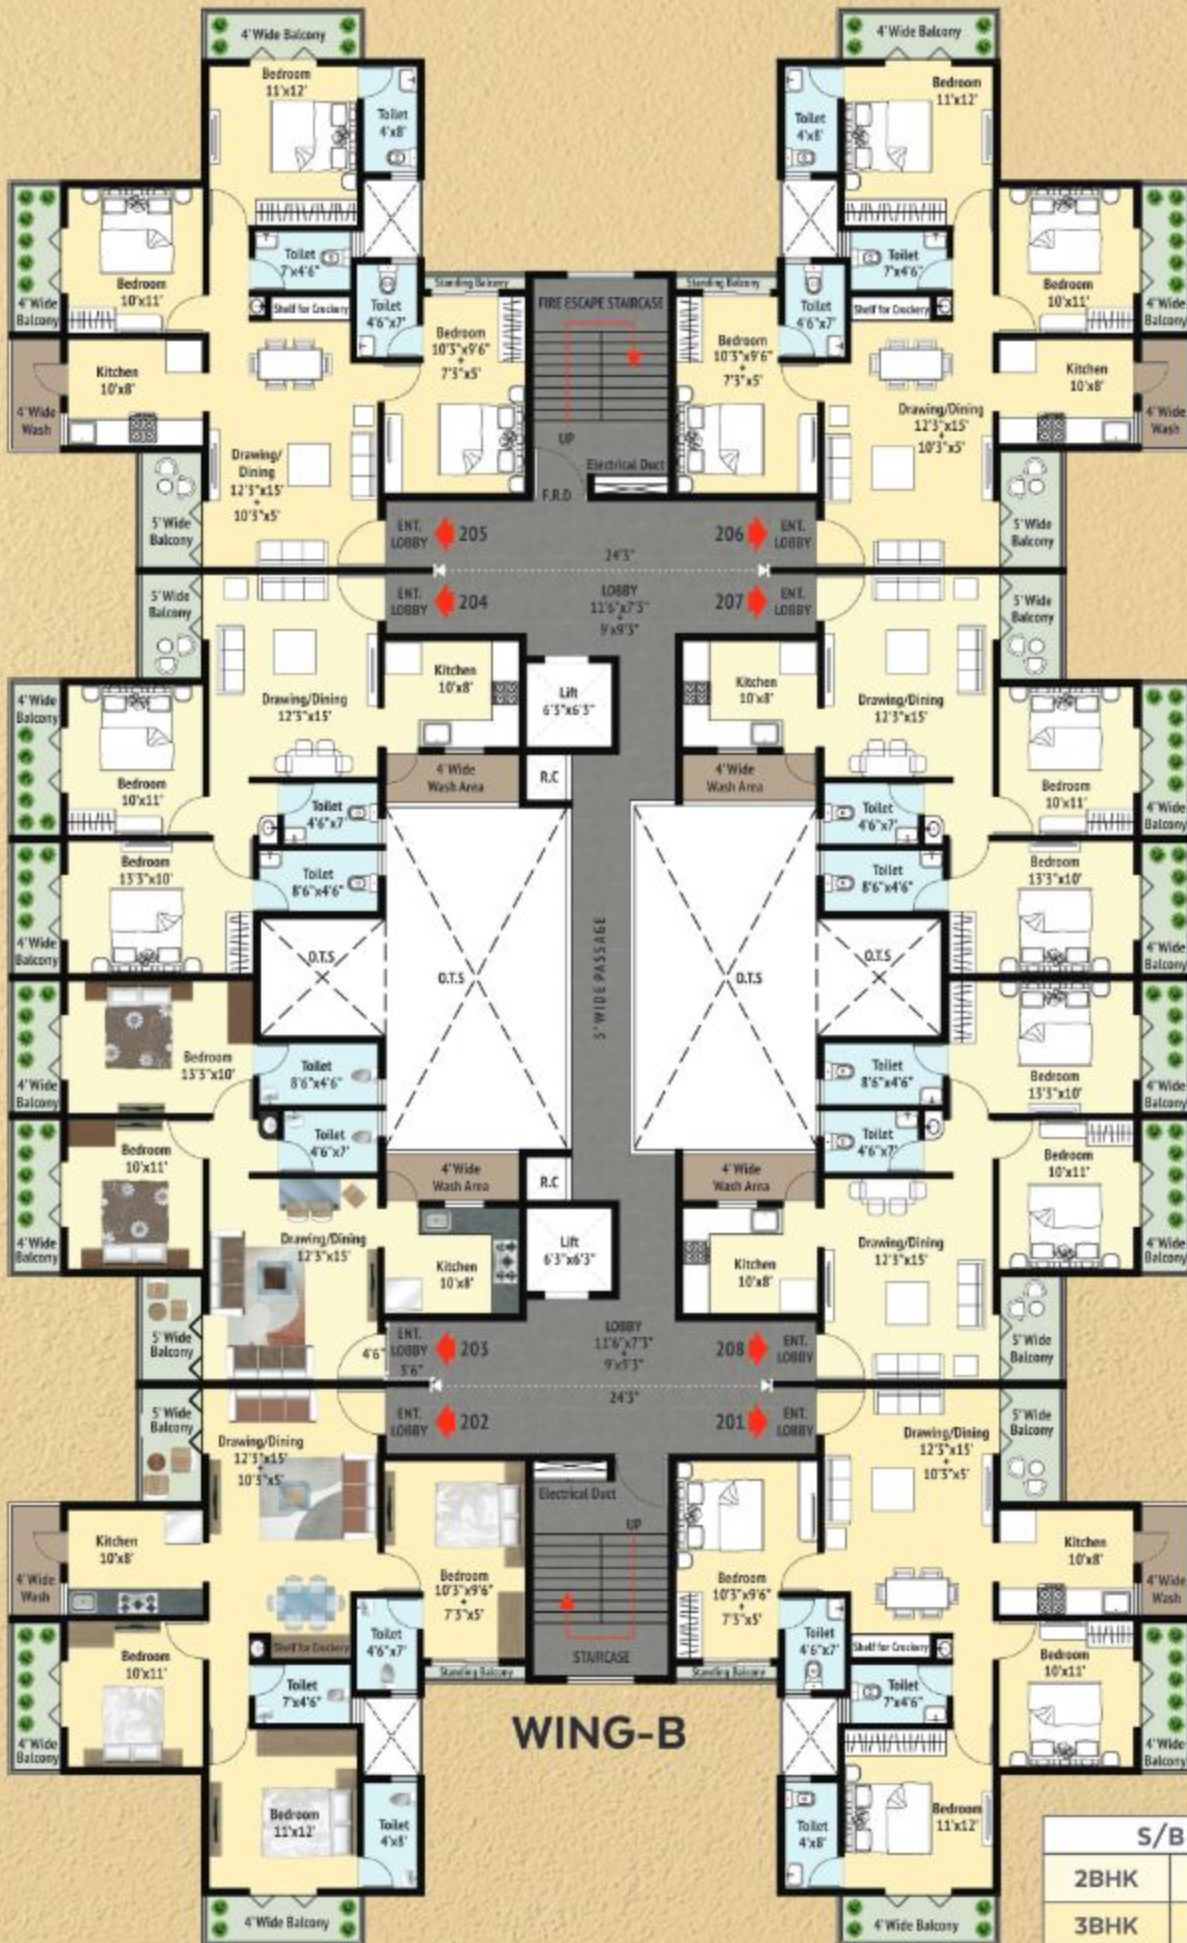 4'Wide Balcony
4'Wide Balcony
Bedroom
11'x12'
Toilet
4'x8'
Toilet
4'x8'
Bedroom
11'x12'
Bedroom
10'x11'
4'Wide
Balcony
Toilet
7'x4'6"
Shelf for Crockery
Toilet
4'6"x7'
Standing Balcony
Bedroom
10'3"x9'6"
+
7'3"x5'
FIRE ESCAPE STAIRCASE
UP
Electrical Duct
F.R.D
Standing Balcony
Bedroom
10'3"x9'6"
+
7'3"x5'
Toilet
4'6"x7'
Toilet
7'x4'6"
Shelf for Crockery
Bedroom
10'x11'
4'Wide
Balcony
Kitchen
10'x8'
4'Wide
Wash
Drawing/
Dining
12'3"x15'
+
10'3"x5'
Drawing/Dining
12'3"x15'
+
10'3"x5'
Kitchen
10'x8'
4'Wide
Wash
5'Wide
Balcony
ENT.
LOBBY
205
206
ENT.
LOBBY
5'Wide
Balcony
24'3"
5'Wide
Balcony
ENT.
LOBBY
204
LOBBY
11'6"x7'3"
+
9'x9'3"
207
ENT.
LOBBY
5'Wide
Balcony
Drawing/Dining
12'3"x15'
Kitchen
10'x8'
Lift
6'3"x6'3"
Kitchen
10'x8'
Drawing/Dining
12'3"x15'
4'Wide
Balcony
Bedroom
10'x11'
4'Wide
Wash Area
R.C
4'Wide
Wash Area
Bedroom
10'x11'
4'Wide
Balcony
Toilet
4'6"x7'
Toilet
4'6"x7'
Bedroom
13'3"x10'
4'Wide
Balcony
Toilet
8'6"x4'6"
Toilet
8'6"x4'6"
Bedroom
13'3"x10'
4'Wide
Balcony
O.T.S
O.T.S
5' WIDE PASSAGE
O.T.S
O.T.S
Bedroom
13'3"x10'
4'Wide
Balcony
Toilet
8'6"x4'6"
Toilet
8'6"x4'6"
Bedroom
13'3"x10'
4'Wide
Balcony
Toilet
4'6"x7'
Toilet
4'6"x7'
Bedroom
10'x11'
4'Wide
Balcony
4'Wide
Wash Area
R.C
4'Wide
Wash Area
Bedroom
10'x11'
4'Wide
Balcony
Drawing/Dining
12'3"x15'
Kitchen
10'x8'
Lift
6'3"x6'3"
Kitchen
10'x8'
Drawing/Dining
12'3"x15'
5'Wide
Balcony
4'6"
ENT.
LOBBY
3'6"
203
LOBBY
11'6"x7'3"
+
9'x9'3"
208
ENT.
LOBBY
5'Wide
Balcony
24'3"
5'Wide
Balcony
ENT.
LOBBY
202
201
ENT.
LOBBY
5'Wide
Balcony
Drawing/Dining
12'3"x15'
+
10'3"x5'
Drawing/Dining
12'3"x15'
+
10'3"x5'
Kitchen
10'x8'
4'Wide
Wash
Bedroom
10'3"x9'6"
+
7'3"x5'
Electrical Duct
UP
STAIRCASE
Bedroom
10'3"x9'6"
+
7'3"x5'
Kitchen
10'x8'
4'Wide
Wash
Shelf for Crockery
Toilet
4'6"x7'
Standing Balcony
Standing Balcony
Toilet
4'6"x7'
Shelf for Crockery
Bedroom
10'x11'
4'Wide
Balcony
Toilet
7'x4'6"
Toilet
7'x4'6"
Bedroom
10'x11'
4'Wide
Balcony
WING-B
Bedroom
11'x12'
Toilet
4'x8'
Toilet
4'x8'
Bedroom
11'x12'
4'Wide Balcony
4'Wide Balcony
S/B
2BHK
3BHK